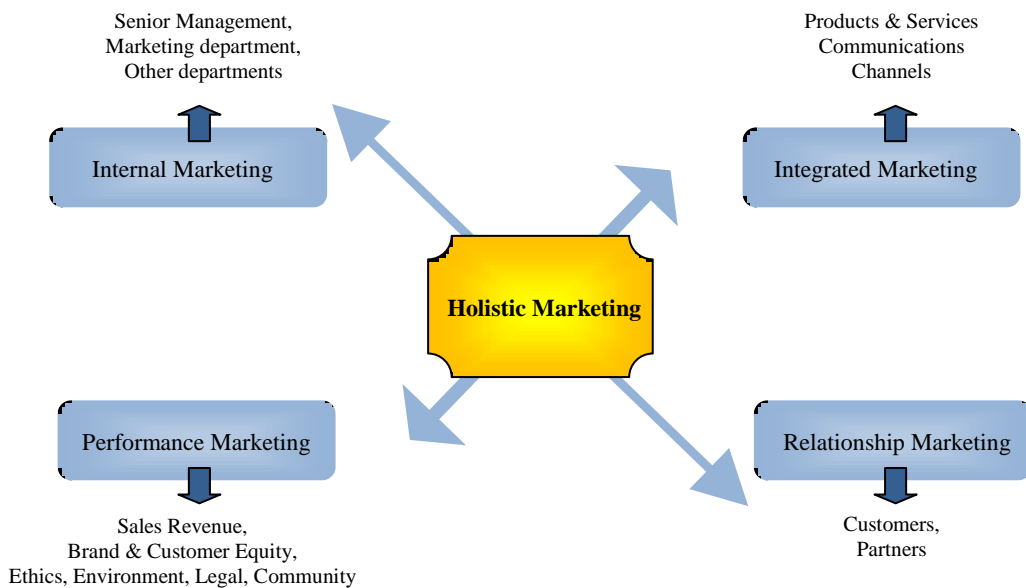 Senior Management,
Marketing department,
Other departments
Products & Services
Communications
Channels
Internal Marketing
Integrated Marketing
Holistic Marketing
Performance Marketing
Relationship Marketing
Sales Revenue,
Brand & Customer Equity,
Ethics, Environment, Legal, Community
Customers,
Partners